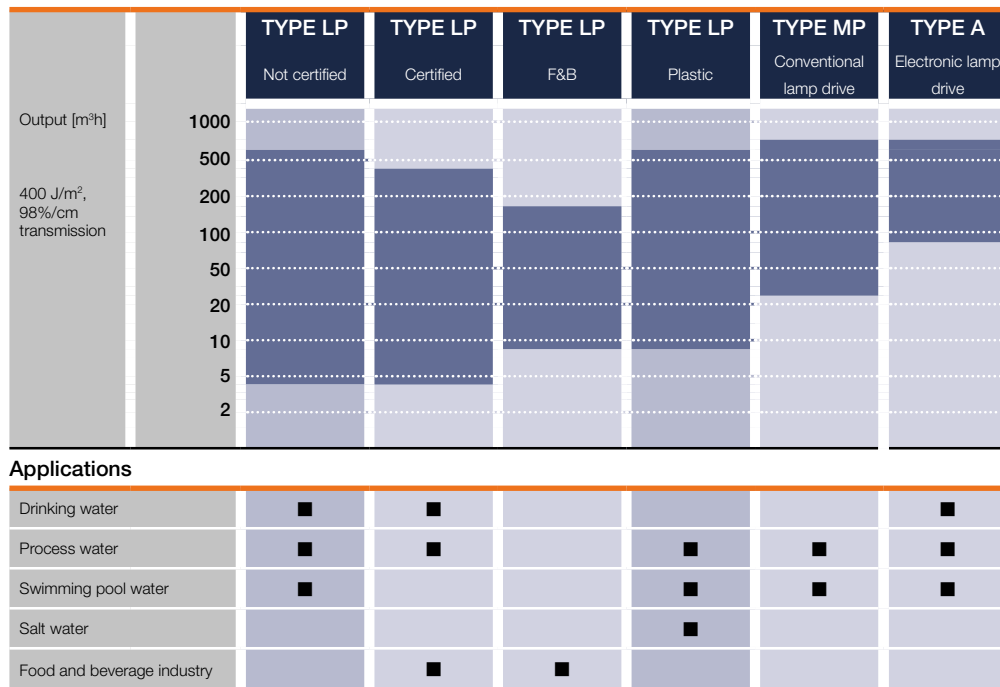 TYPE LP TYPE LP TYPE LP TYPE LP TYPE MP TYPE A
Not certified Certified F&B Plastic Conventional lamp drive Electronic lamp drive
Output [m³h] 1000
500
400 J/m², 200
98%/cm
transmission 100
50
20
10
5
2
Applications
Drinking water ■ ■ ■
Process water ■ ■ ■ ■ ■
Swimming pool water ■ ■ ■ ■
Salt water ■
Food and beverage industry ■ ■